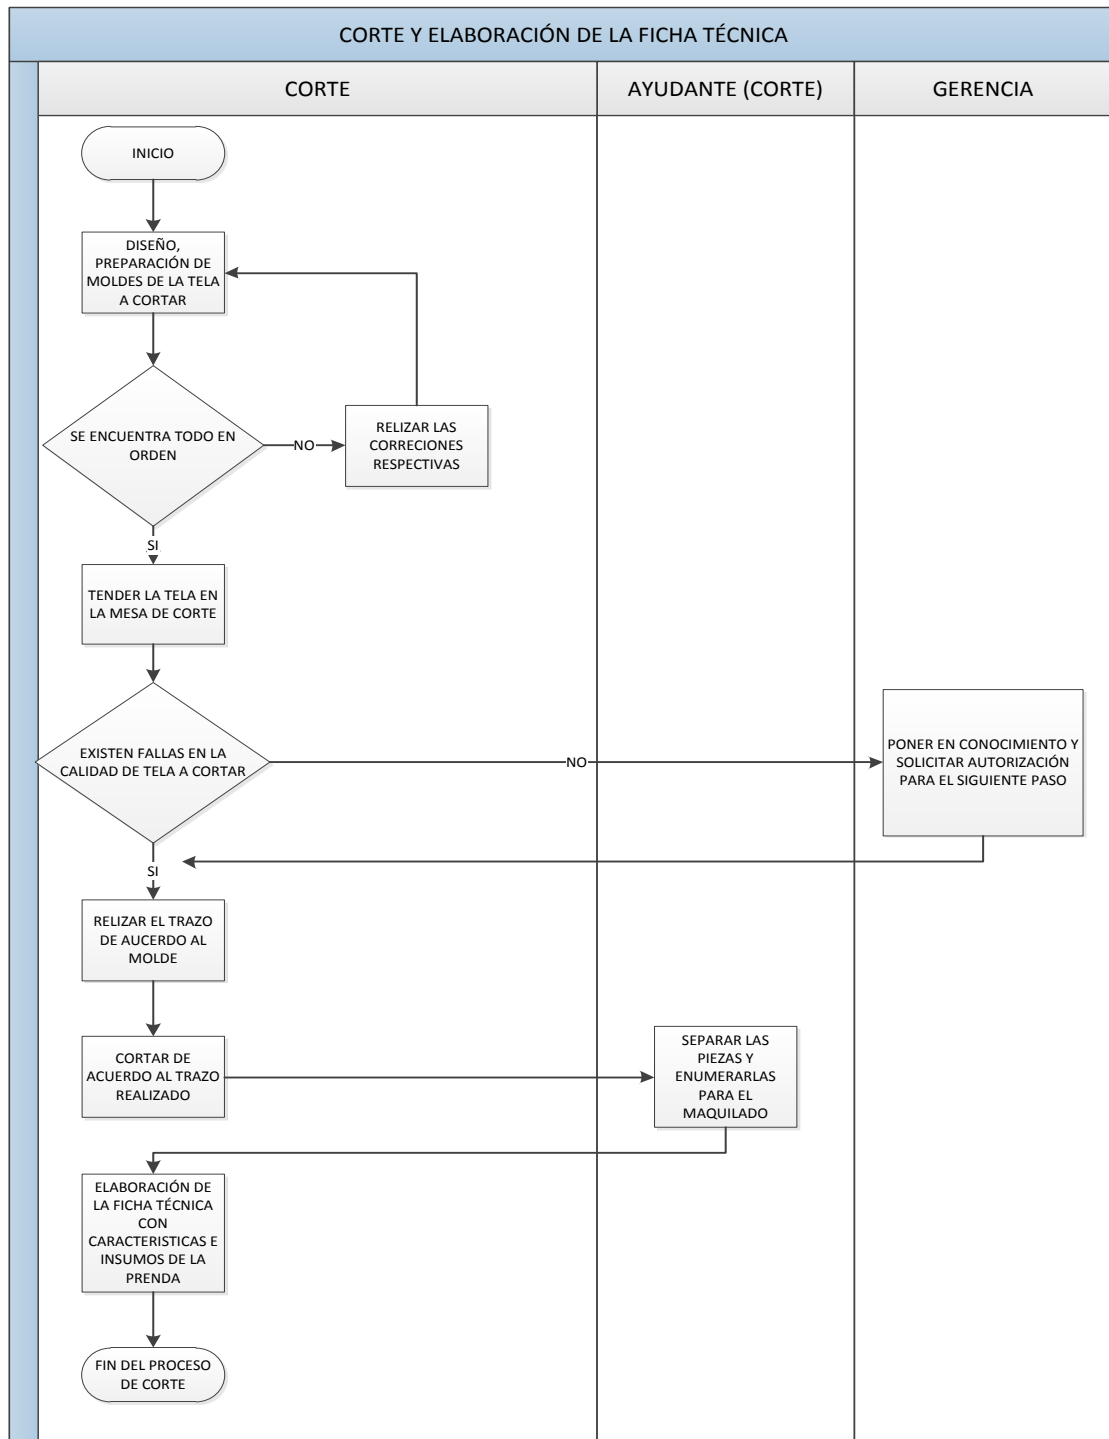 CORTE Y ELABORACIÓN DE LA FICHA TÉCNICA
CORTE
AYUDANTE (CORTE)
GERENCIA
INICIO
DISEÑO,
PREPARACIÓN DE
MOLDES DE LA TELA
A CORTAR
SE ENCUENTRA TODO EN
ORDEN
NO
RELIZAR LAS
CORRECIONES
RESPECTIVAS
SI
TENDER LA TELA EN
LA MESA DE CORTE
EXISTEN FALLAS EN LA
CALIDAD DE TELA A CORTAR
NO
PONER EN CONOCIMIENTO Y
SOLICITAR AUTORIZACIÓN
PARA EL SIGUIENTE PASO
SI
RELIZAR EL TRAZO
DE AUCERDO AL
MOLDE
CORTAR DE
ACUERDO AL TRAZO
REALIZADO
SEPARAR LAS
PIEZAS Y
ENUMERARLAS
PARA EL
MAQUILADO
ELABORACIÓN DE
LA FICHA TÉCNICA
CON
CARACTERISTICAS E
INSUMOS DE LA
PRENDA
FIN DEL PROCESO
DE CORTE